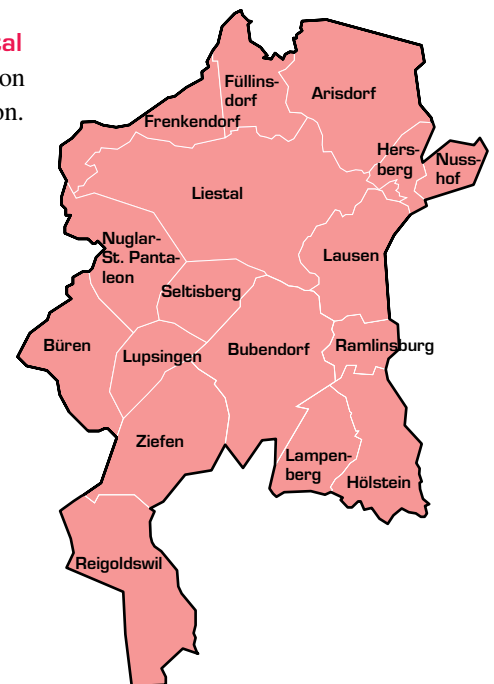 tal
on
on.
Füllins-
dorf
Arisdorf
Frenkendorf
Hers-
berg
Nuss-
hof
Liestal
Nuglar-
St. Panta-
leon
Lausen
Seltisberg
Büren
Lupsingen
Bubendorf
Ramlinsburg
Ziefen
Lampen-
berg
Hölstein
Reigoldswil